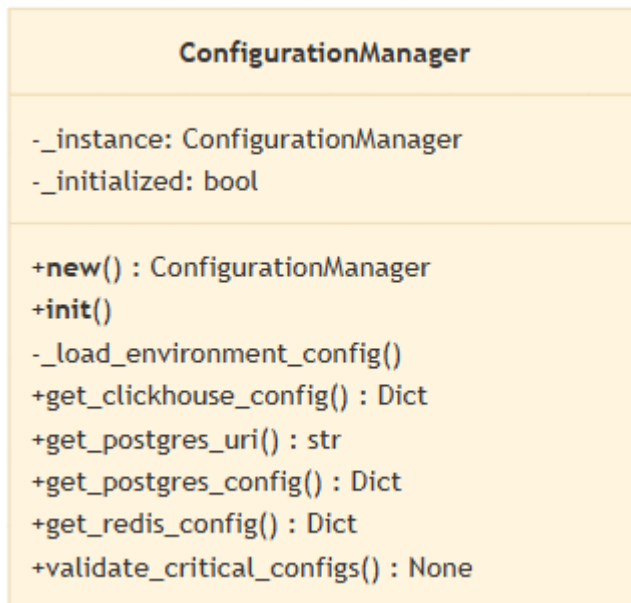 ConfigurationManager
-_instance: ConfigurationManager
-_initialized: bool
+new() : ConfigurationManager
+init()
-_load_environment_config()
+get_clickhouse_config() : Dict
+get_postgres_uri() : str
+get_postgres_config() : Dict
+get_redis_config() : Dict
+validate_critical_configs() : None